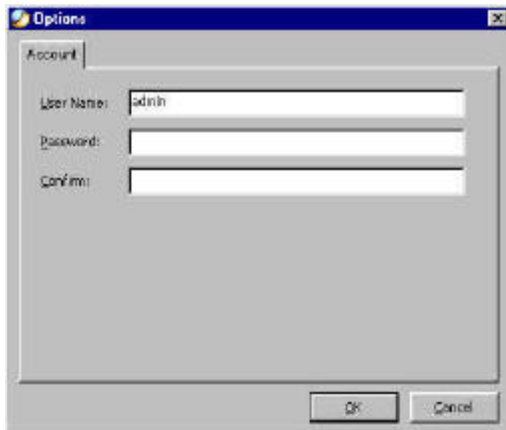 Options
Account
User Name: admin
Password:
Confirm:
OK Cancel